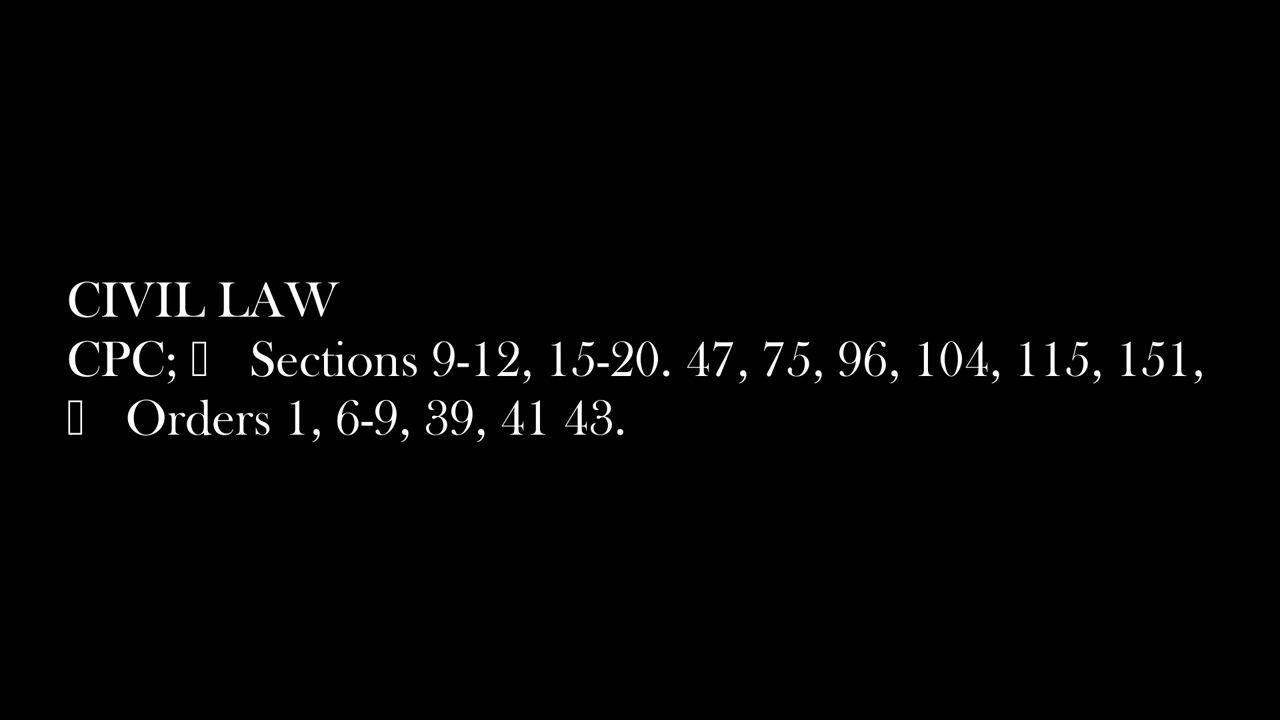 CIVIL LAW
CPC; ▯ Sections 9-12, 15-20. 47, 75, 96, 104, 115, 151,
▯ Orders 1, 6-9, 39, 41 43.